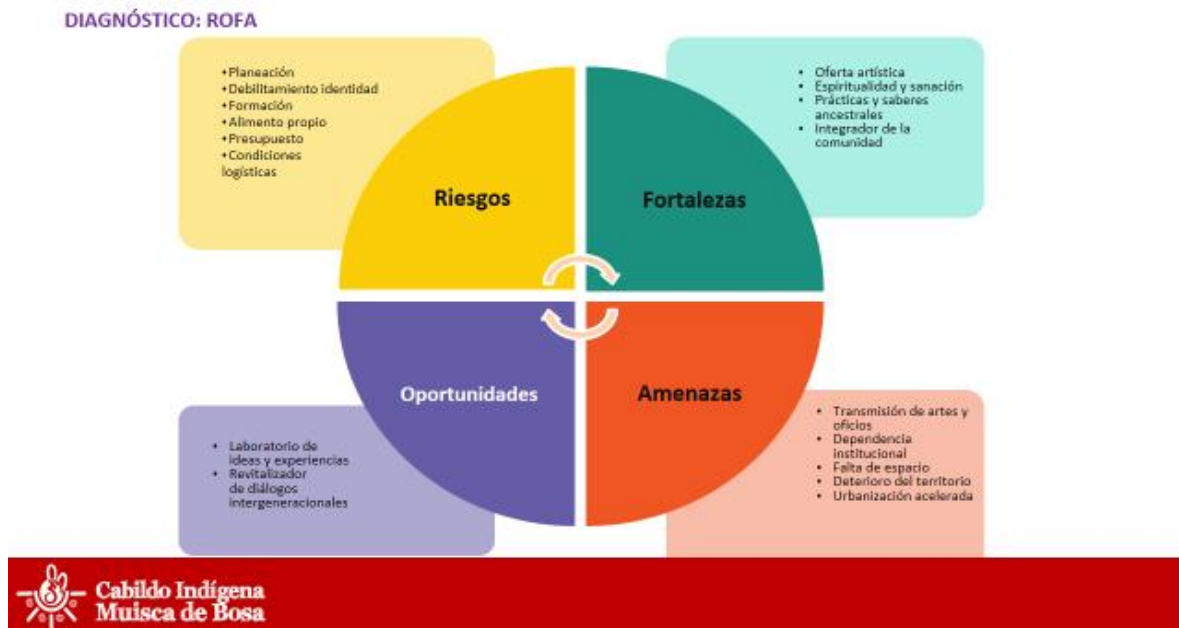 DIAGNÓSTICO: ROFA
•Planeación
•Debilitamiento identidad
•Formación
•Alimento propio
•Presupuesto
•Condiciones
logísticas
Riesgos
Fortalezas
• Oferta artística
• Espiritualidad y sanación
• Prácticas y saberes
ancestrales
• Integrador de la
comunidad
Oportunidades
• Laboratorio de
ideas y experiencias
• Revitalizador
de diálogos
intergeneracionales
Amenazas
• Transmisión de artes y
oficios
• Dependencia
institucional
• Falta de espacio
• Deterioro del territorio
• Urbanización acelerada
Cabildo Indígena
Muisca de Bosa